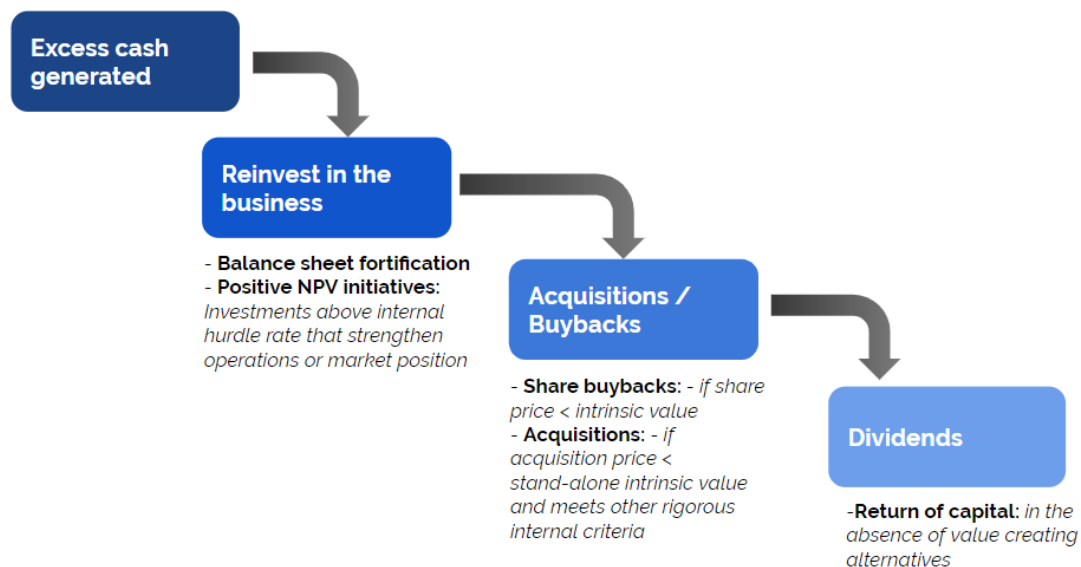 Excess cash
generated
Reinvest in the
business
- Balance sheet fortification
- Positive NPV initiatives:
Investments above internal
hurdle rate that strengthen
operations or market position
Acquisitions /
Buybacks
- Share buybacks: - if share
price < intrinsic value
- Acquisitions: - if
acquisition price <
stand-alone intrinsic value
and meets other rigorous
internal criteria
Dividends
-Return of capital: in the
absence of value creating
alternatives